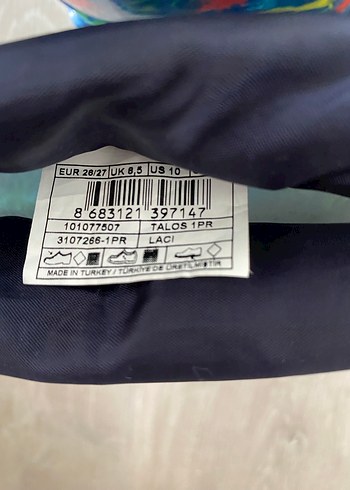 EUR 26/27 UK 8,5 US 10
8 683121 397147
101077507 TALOS 1PR
3107266-1PR LACI
MADE IN TURKEY / TÜRKİYE'DE ÜRETİLMİŞTİR